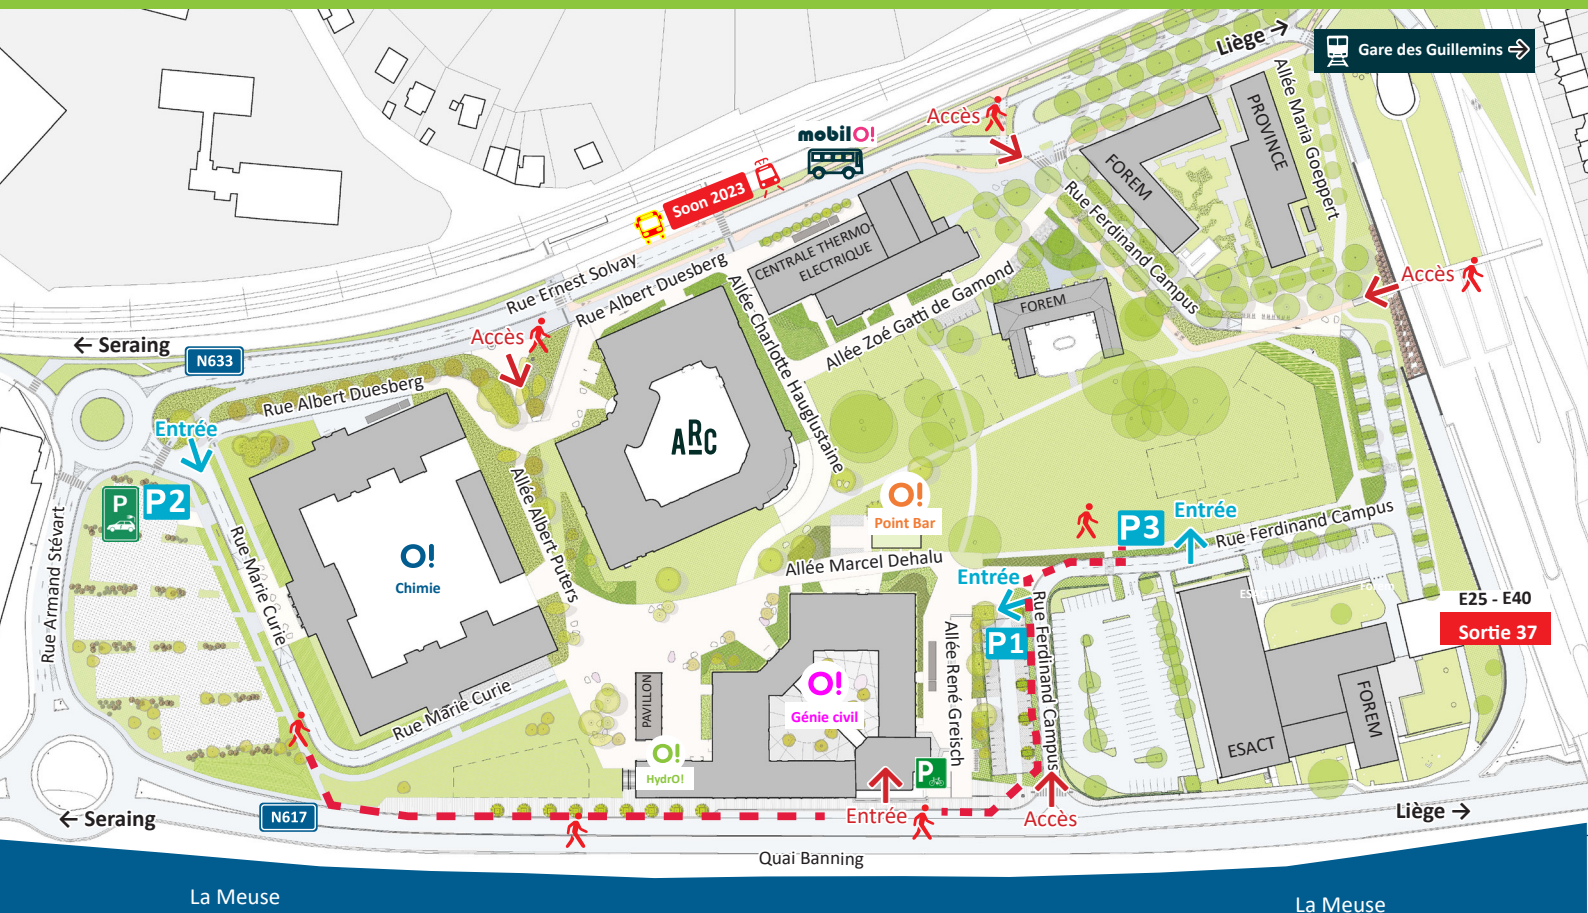 Liège →
Gare des Guillemins
Accès
mobilO!
Soon 2023
Allée Maria Goeppert
PROVINCE
FOREM
Rue Ferdinand Campus
CENTRALE THERMO-
ELECTRIQUE
Rue Ernest Solvay
Rue Albert Duesberg
Allée Charlotte Hauglustaine
Allée Zoé Gatti de Gamond
FOREM
Accès
Accès
← Seraing
N633
Rue Albert Duesberg
Entrée
ARC
P
P2
Rue Armand Stévart
Rue Marie Curie
Allée Albert Puters
O!
Chimie
O!
Point Bar
Allée Marcel Dehalu
P3
Entrée
Rue Ferdinand Campus
Entrée
P1
Rue Ferdinand Campus
Allée René Greisch
E25 - E40
Sortie 37
Rue Marie Curie
PAVILLON
O!
Génie civil
O!
HydrO!
P
ESACT
FOREM
← Seraing
N617
Entrée
Accès
Liège →
Quai Banning
La Meuse
La Meuse